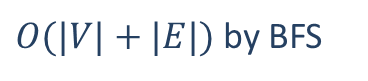 O(|V| + |E|) by BFS